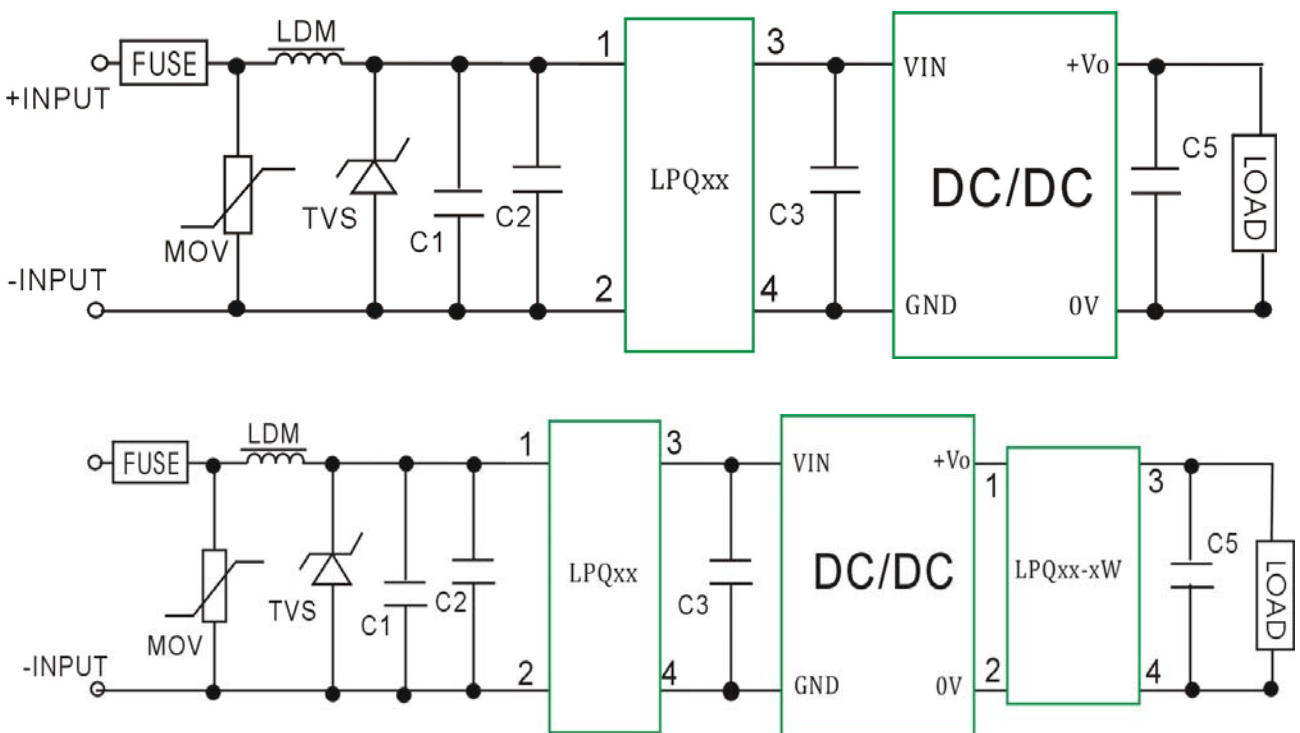 LDM
1
3
FUSE
VIN
+Vo
+INPUT
C5
LOAD
LPQxx
DC/DC
MOV
TVS
C1
C2
C3
-INPUT
2
4
GND
0V
LDM
1
3
FUSE
VIN
+Vo
1
3
C5
LOAD
LPQxx
DC/DC
LPQxx-xW
MOV
TVS
C1
C2
C3
-INPUT
2
4
GND
0V
2
4